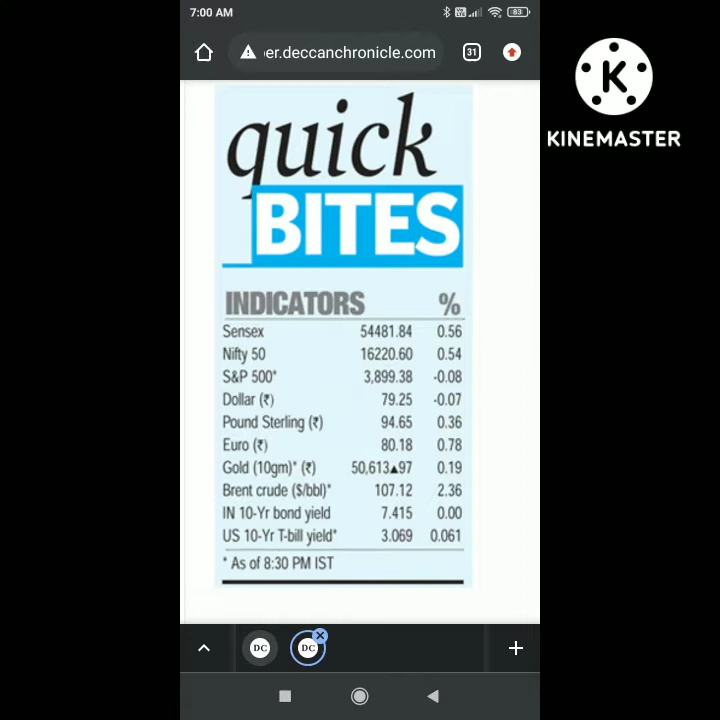 7:00 AM
83
er.deccanchronicle.com
31
K
KINEMASTER
quick
BITES
INDICATORS %
Sensex 54481.84 0.56
Nifty 50 16220.60 0.54
S&P 500* 3,899.38 -0.08
Dollar (₹) 79.25 -0.07
Pound Sterling (₹) 94.65 0.36
Euro (₹) 80.18 0.78
Gold (10gm)* (₹) 50,613▲97 0.19
Brent crude ($/bbl)* 107.12 2.36
IN 10-Yr bond yield 7.415 0.00
US 10-Yr T-bill yield* 3.069 0.061
* As of 8:30 PM IST
DC DC